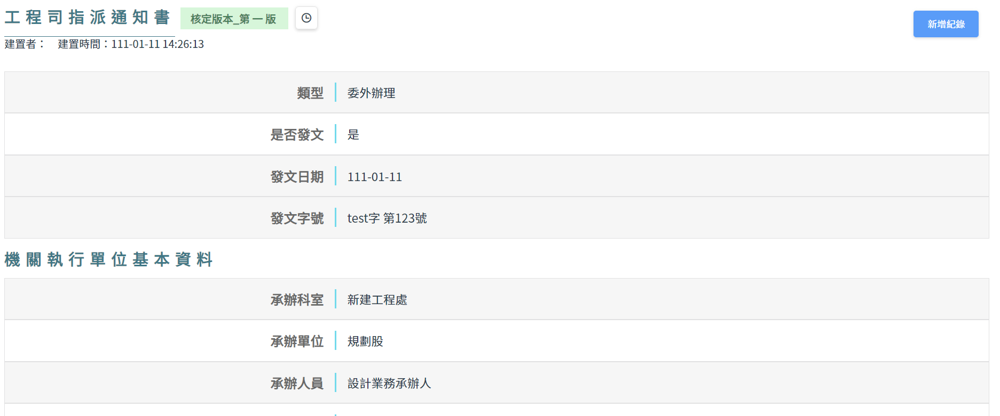 工程司指派通知書 核定版本_第 一 版
新增紀錄
建置者： 建置時間：111-01-11 14:26:13
類型 委外辦理
是否發文 是
發文日期 111-01-11
發文字號 test字 第123號
機關執行單位基本資料
承辦科室 新建工程處
承辦單位 規劃股
承辦人員 設計業務承辦人